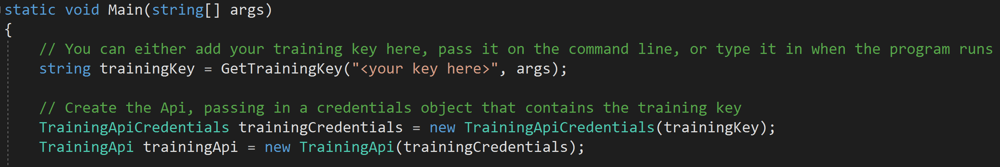 static void Main(string[] args)
{
// You can either add your training key here, pass it on the command line, or type it in when the program runs
string trainingKey = GetTrainingKey("<your key here>", args);
// Create the Api, passing in a credentials object that contains the training key
TrainingApiCredentials trainingCredentials = new TrainingApiCredentials(trainingKey);
TrainingApi trainingApi = new TrainingApi(trainingCredentials);